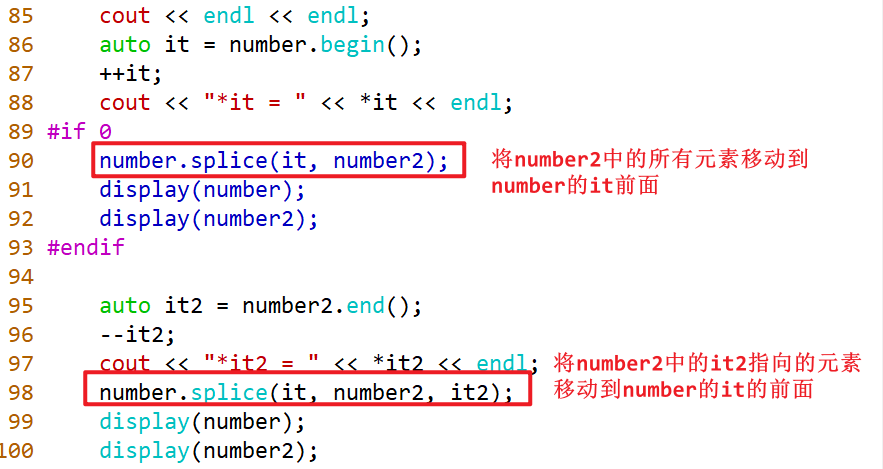 85     cout << endl << endl;
86     auto it = number.begin();
87     ++it;
88     cout << "*it = " << *it << endl;
89 #if 0
90     number.splice(it, number2);
将number2中的所有元素移动到
number的it前面
91     display(number);
92     display(number2);
93 #endif
94
95     auto it2 = number2.end();
96     --it2;
97     cout << "*it2 = " << *it2 << endl;
将number2中的it2指向的元素
移动到number的it的前面
98     number.splice(it, number2, it2);
99     display(number);
100     display(number2);